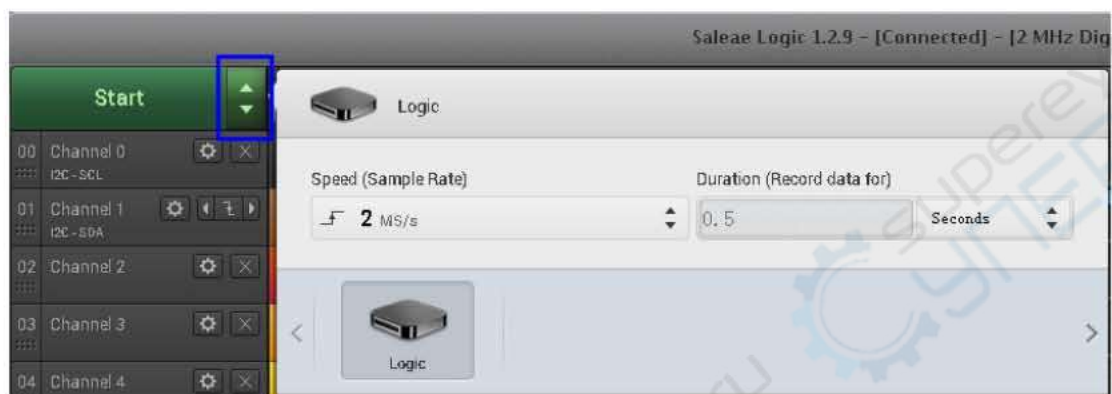 Saleae Logic 1.2.9 - [Connected] - [2 MHz Dig
Start
Logic
00 Channel 0
I2C - SCL
Speed (Sample Rate)
Duration (Record data for)
01 Channel 1
I2C - SDA
2 MS/s
0.5 Seconds
02 Channel 2
03 Channel 3
Logic
04 Channel 4